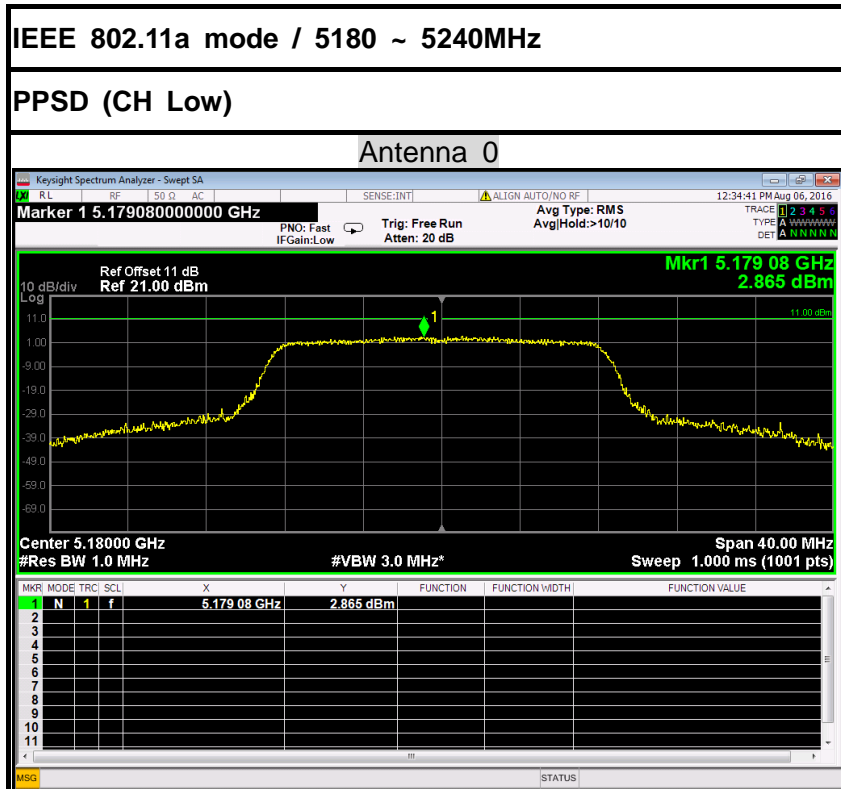 IEEE 802.11a mode / 5180 ~ 5240MHz
PPSD (CH Low)
Antenna 0
Keysight Spectrum Analyzer - Swept SA
LXI RL RF 50 Ω AC SENSE:INT ALIGN AUTO/NO RF 12:34:41 PM Aug 06, 2016
Marker 1 5.179080000000 GHz
PNO: Fast
IFGain:Low
Trig: Free Run
Atten: 20 dB
Avg Type: RMS
Avg|Hold:>10/10
TRACE 1 2 3 4 5 6
TYPE A WWWWW
DET A N N N N N
Mkr1 5.179 08 GHz
2.865 dBm
10 dB/div
Log
Ref Offset 11 dB
Ref 21.00 dBm
11.00 dBm
1
11.0
1.00
-9.00
-19.0
-29.0
-39.0
-49.0
-59.0
-69.0
Center 5.18000 GHz
Span 40.00 MHz
#Res BW 1.0 MHz
#VBW 3.0 MHz*
Sweep 1.000 ms (1001 pts)
MKR MODE TRC SCL X Y FUNCTION FUNCTION WIDTH FUNCTION VALUE
1 N 1 f 5.179 08 GHz 2.865 dBm
2
3
4
5
6
7
8
9
10
11
MSG STATUS